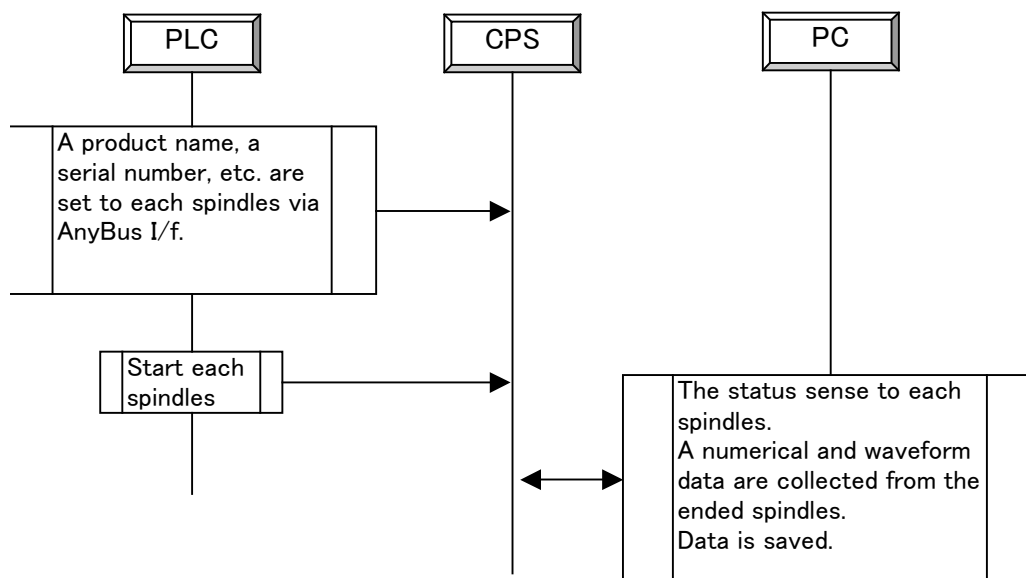 PLC
CPS
PC
A product name, a
serial number, etc. are
set to each spindles via
AnyBus I/f.
Start each
spindles
The status sense to each
spindles.
A numerical and waveform
data are collected from the
ended spindles.
Data is saved.